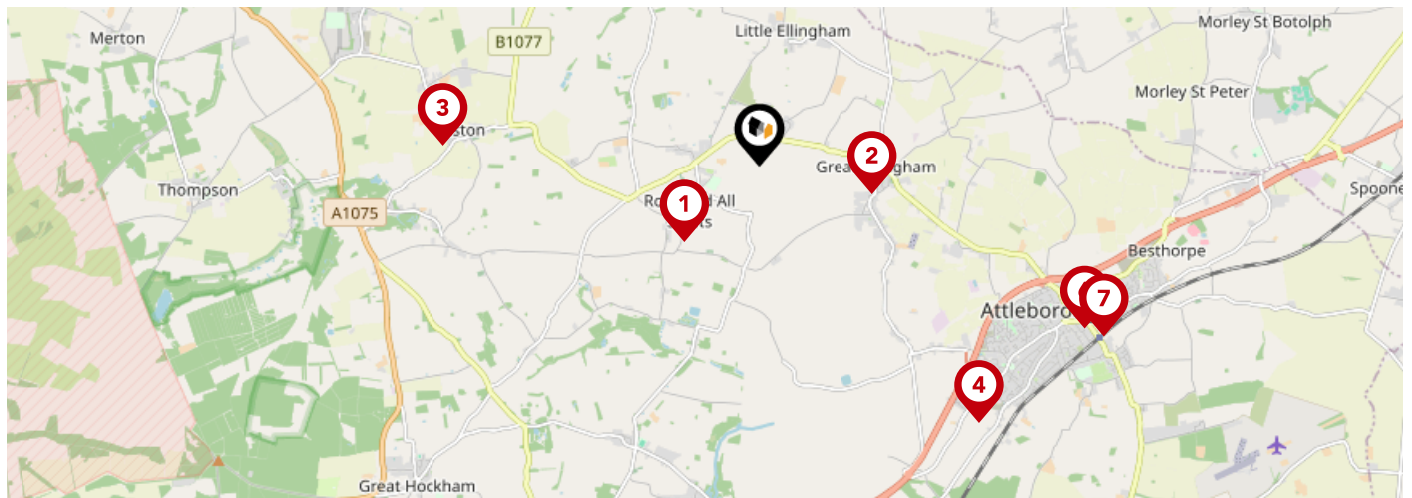 Merton
B1077
Little Ellingham
Morley St Botolph
Morley St Peter
3
2
Thompson
A1075
1
All
Spoone
Besthorpe
7
4
Great Hockham